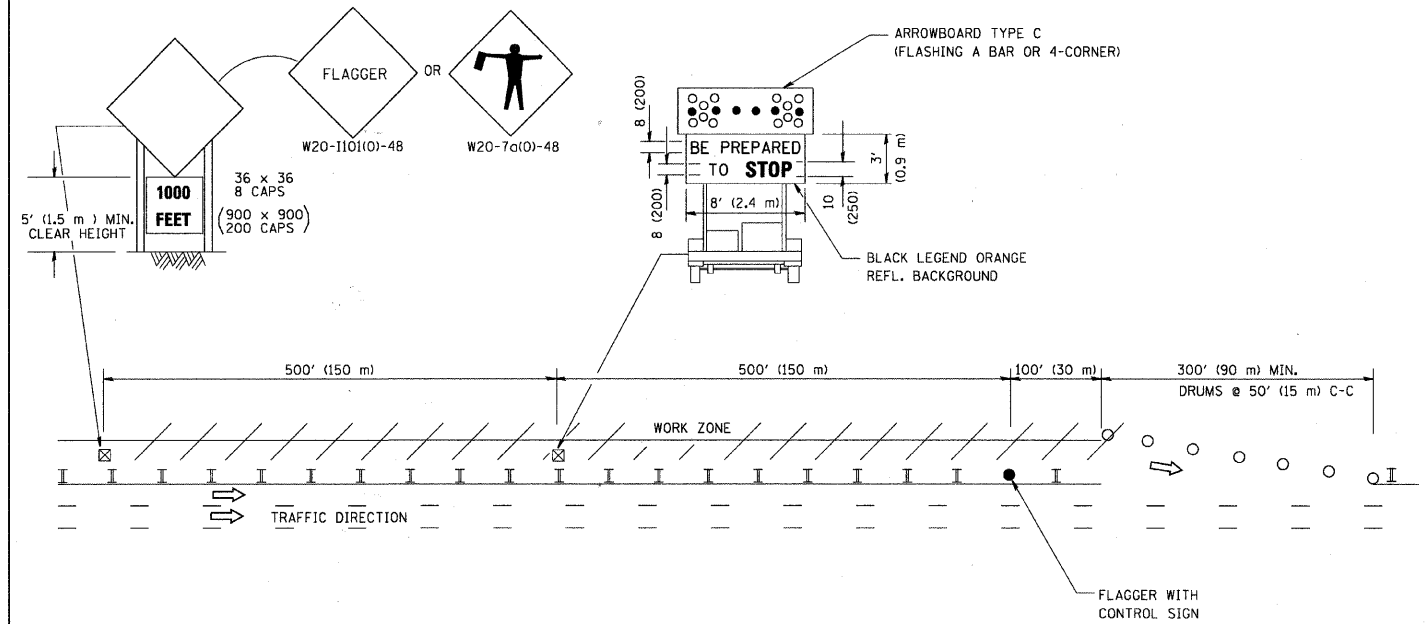 FLAGGER
OR
W20-I101(O)-48
W20-7a(O)-48
1000
FEET
36 x 36
8 CAPS
(900 x 900)
200 CAPS
5' (1.5 m ) MIN.
CLEAR HEIGHT
ARROWBOARD TYPE C
(FLASHING A BAR OR 4-CORNER)
8 (200)
8 (200)
BE PREPARED
TO STOP
8' (2.4 m)
3'
(0.9 m)
10
(250)
BLACK LEGEND ORANGE
REFL. BACKGROUND
500' (150 m)
500' (150 m)
100' (30 m)
300' (90 m) MIN.
DRUMS @ 50' (15 m) C-C
WORK ZONE
TRAFFIC DIRECTION
FLAGGER WITH
CONTROL SIGN